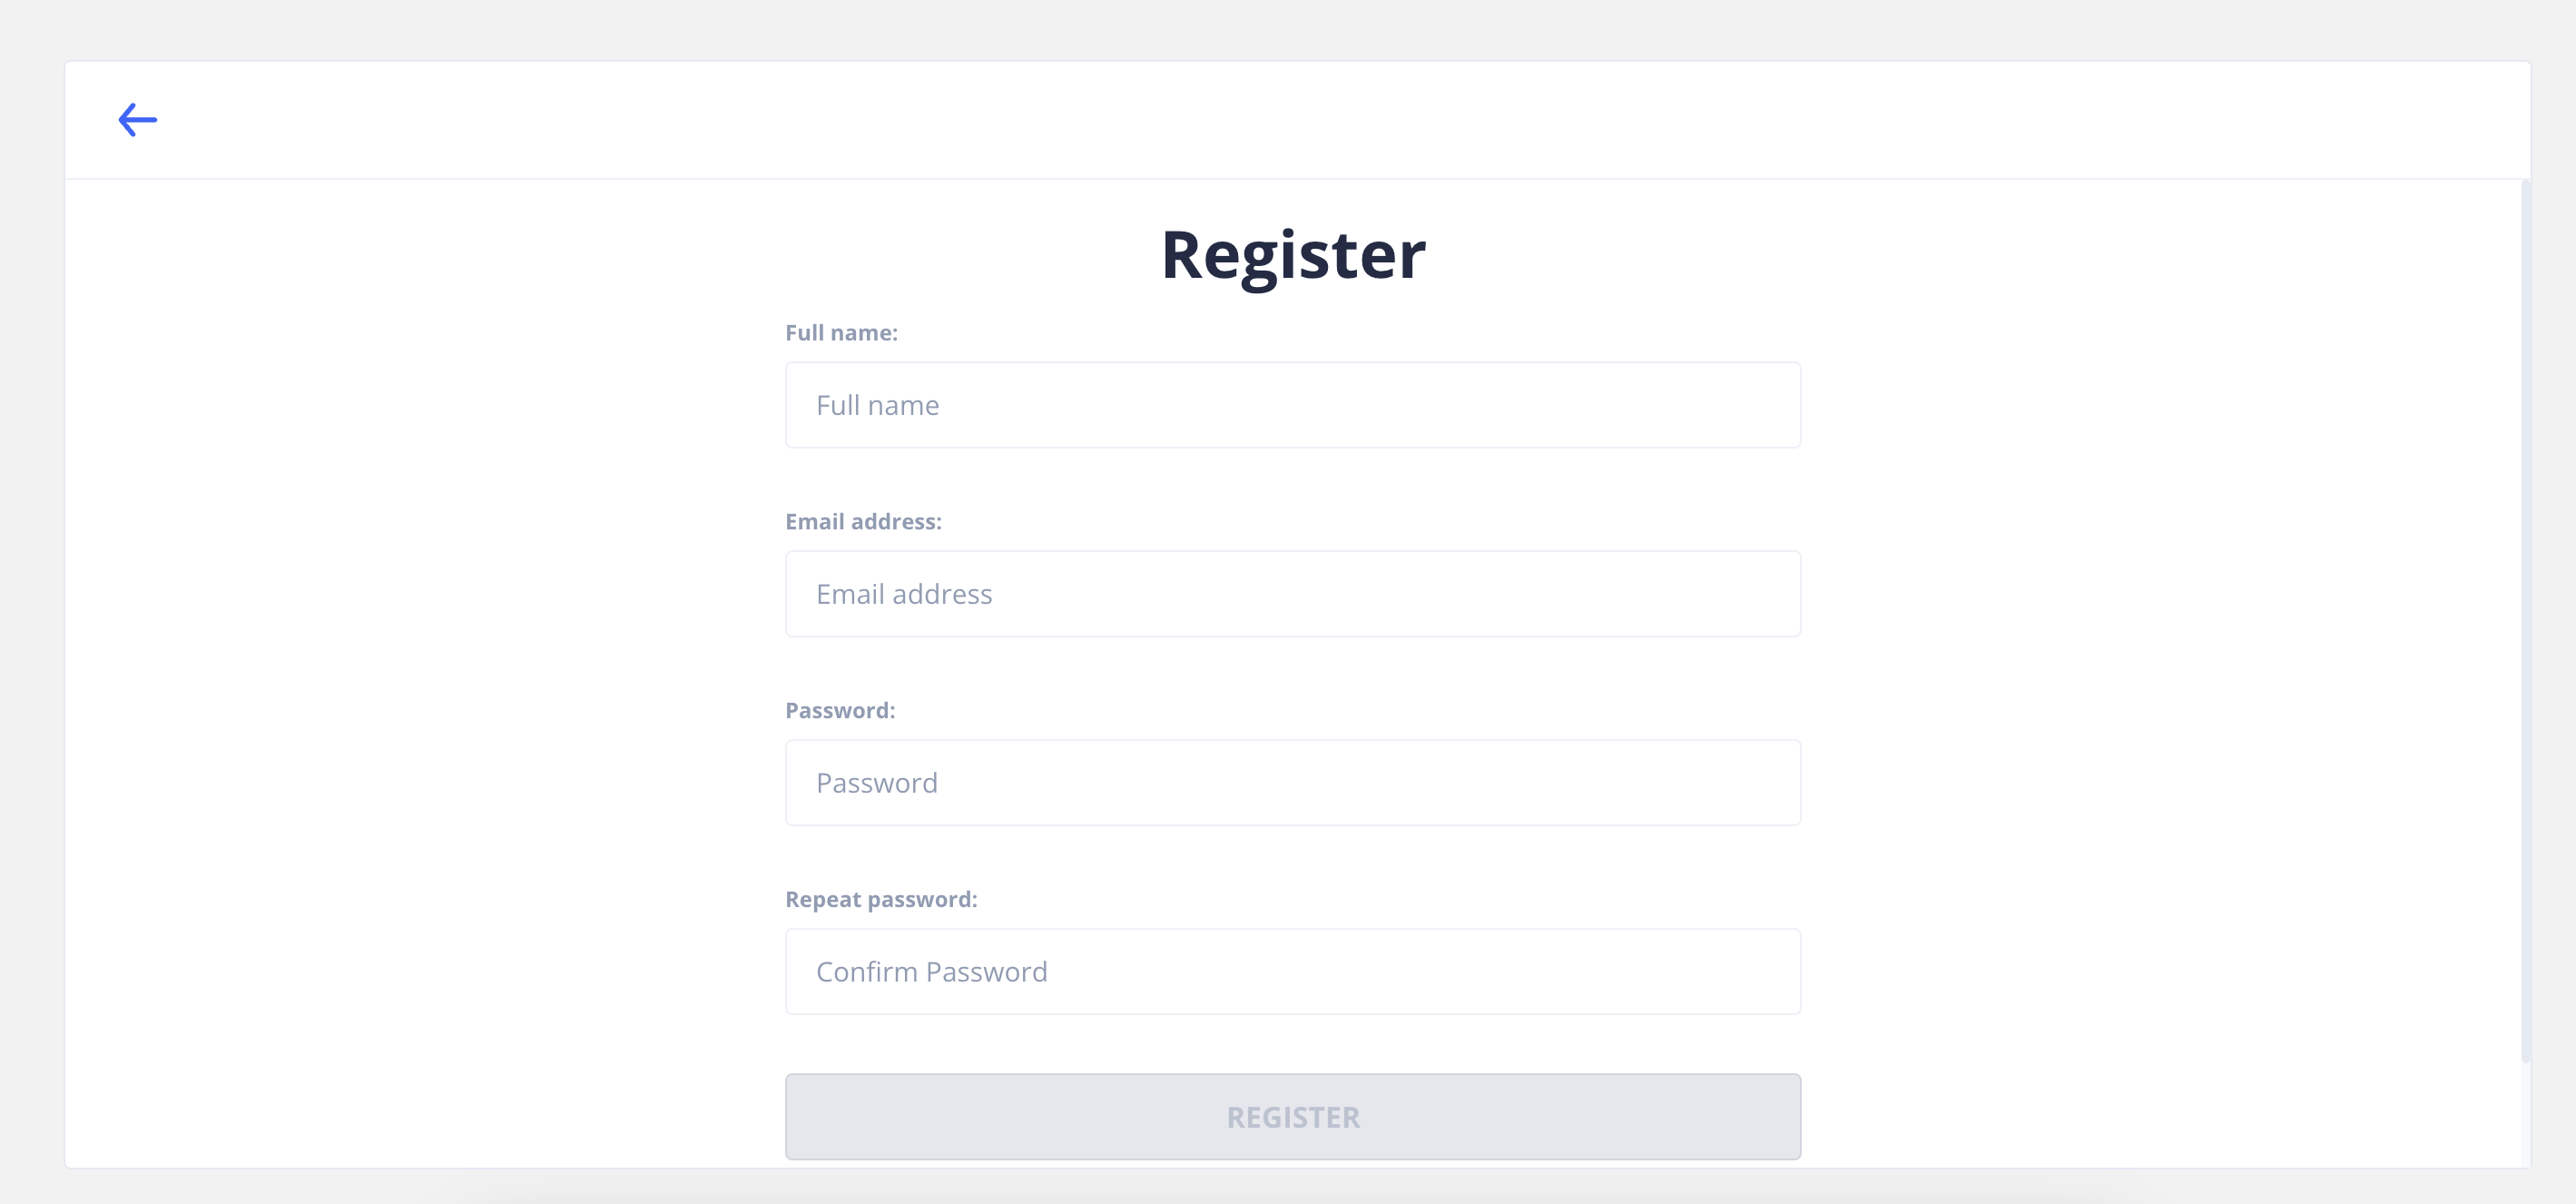 Register
Full name:
Full name
Email address:
Email address
Password:
Password
Repeat password:
Confirm Password
REGISTER